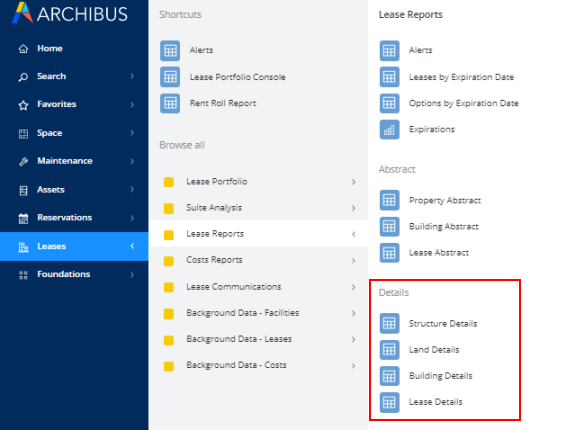 ARCHIBUS
Home
Search
Favorites
Space
Maintenance
Assets
Reservations
Leases
Foundations
Shortcuts
Alerts
Lease Portfolio Console
Rent Roll Report
Browse all
Lease Portfolio
Suite Analysis
Lease Reports
Costs Reports
Lease Communications
Background Data - Facilities
Background Data - Leases
Background Data - Costs
Lease Reports
Alerts
Leases by Expiration Date
Options by Expiration Date
Expirations
Abstract
Property Abstract
Building Abstract
Lease Abstract
Details
Structure Details
Land Details
Building Details
Lease Details